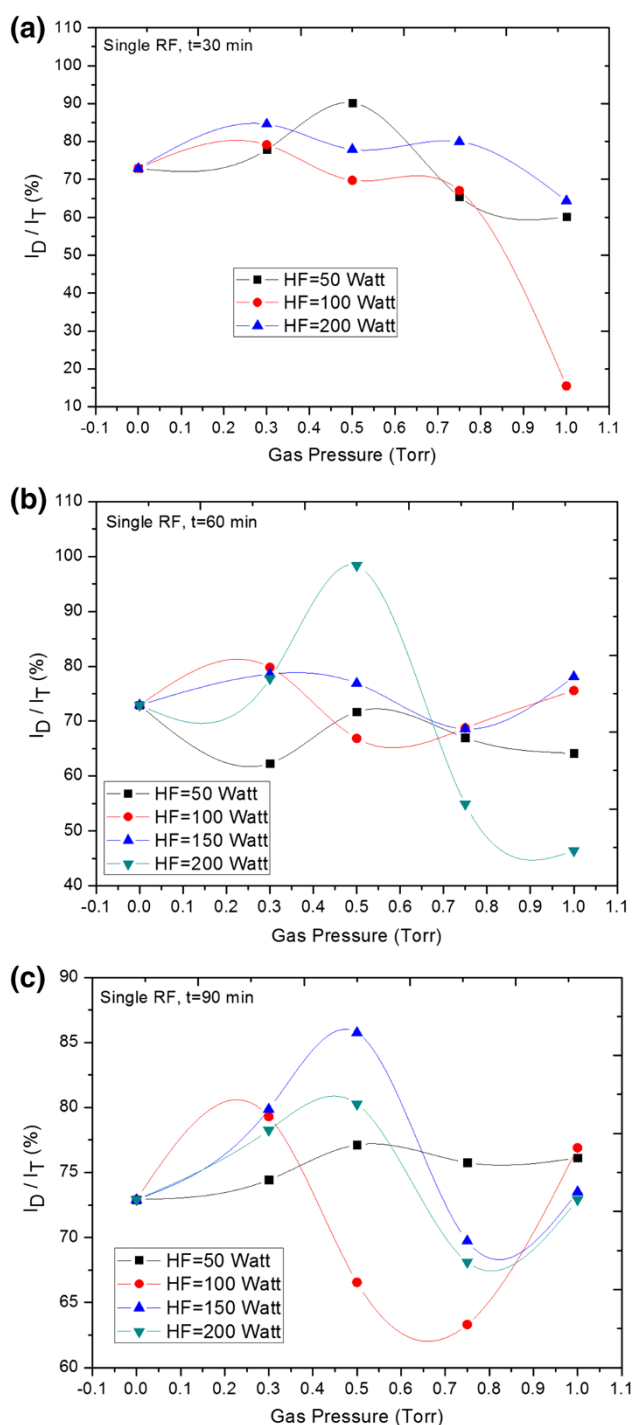 (a)
Single RF, t=30 min
110
100
90
80
70
60
50
40
30
20
10
I_D / I_T (%)
HF=50 Watt
HF=100 Watt
HF=200 Watt
-0.1 0.0 0.1 0.2 0.3 0.4 0.5 0.6 0.7 0.8 0.9 1.0 1.1
Gas Pressure (Torr)
(b)
Single RF, t=60 min
110
100
90
80
70
60
50
40
I_D / I_T (%)
HF=50 Watt
HF=100 Watt
HF=150 Watt
HF=200 Watt
-0.1 0.0 0.1 0.2 0.3 0.4 0.5 0.6 0.7 0.8 0.9 1.0 1.1
Gas Pressure (Torr)
(c)
Single RF, t=90 min
90
85
80
75
70
65
60
I_D / I_T (%)
HF=50 Watt
HF=100 Watt
HF=150 Watt
HF=200 Watt
-0.1 0.0 0.1 0.2 0.3 0.4 0.5 0.6 0.7 0.8 0.9 1.0 1.1
Gas Pressure (Torr)